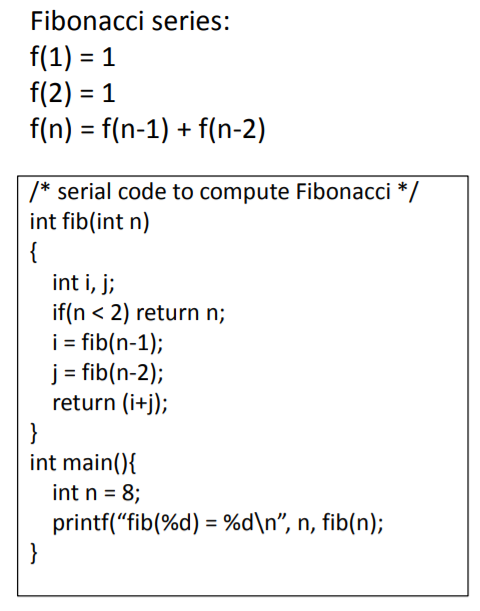 Fibonacci series:
f(1) = 1
f(2) = 1
f(n) = f(n-1) + f(n-2)
/* serial code to compute Fibonacci */
int fib(int n)
{
int i, j;
if(n < 2) return n;
i = fib(n-1);
j = fib(n-2);
return (i+j);
}
int main(){
int n = 8;
printf(“fib(%d) = %d\n”, n, fib(n);
}